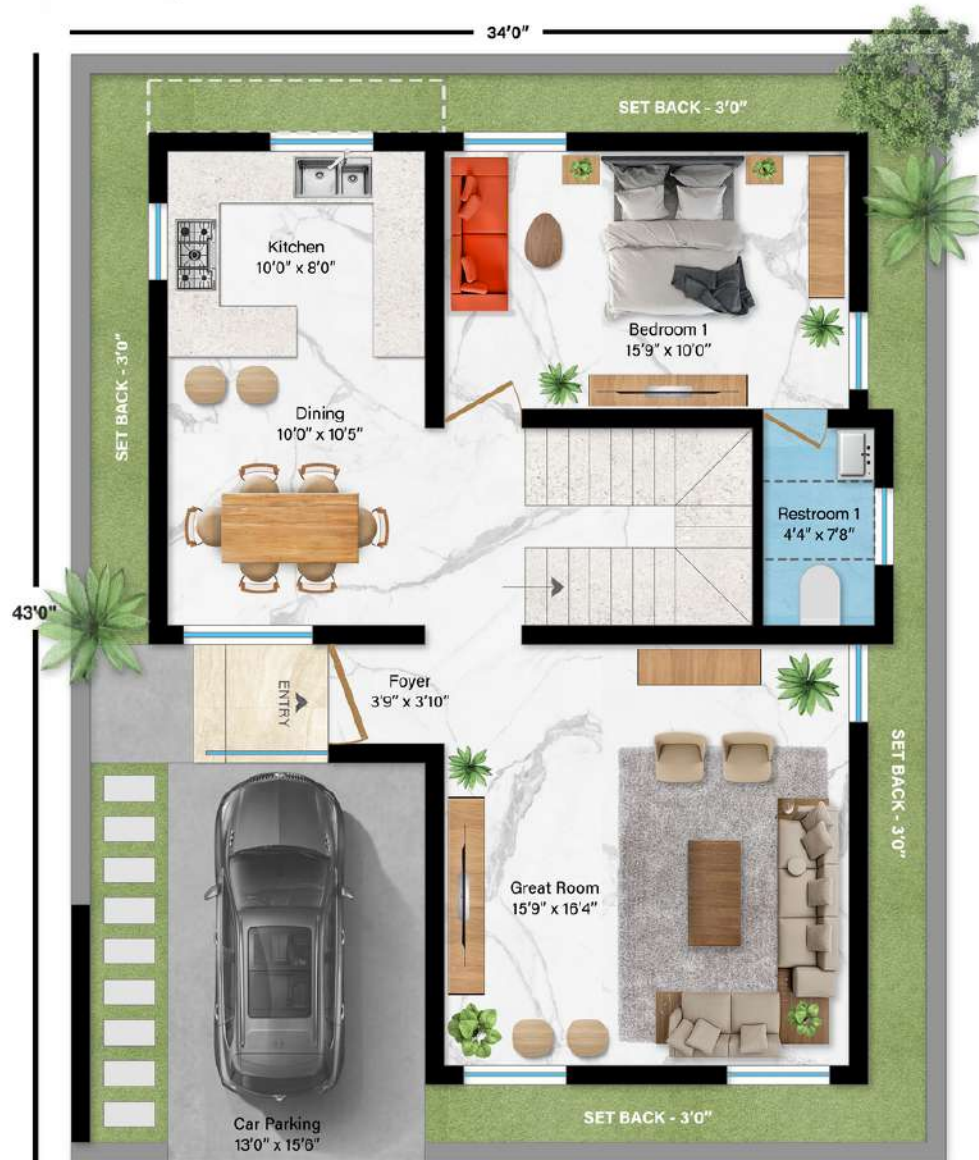 34'0"
SET BACK - 3'0"
Kitchen
10'0" x 8'0"
Bedroom 1
15'9" x 10'0"
SET BACK - 3'0"
Dining
10'0" x 10'5"
Restroom 1
4'4" x 7'8"
43'0"
Foyer
3'9" x 3'10"
ENTRY
SET BACK - 3'0"
Great Room
15'9" x 16'4"
SET BACK - 3'0"
Car Parking
13'0" x 15'6"